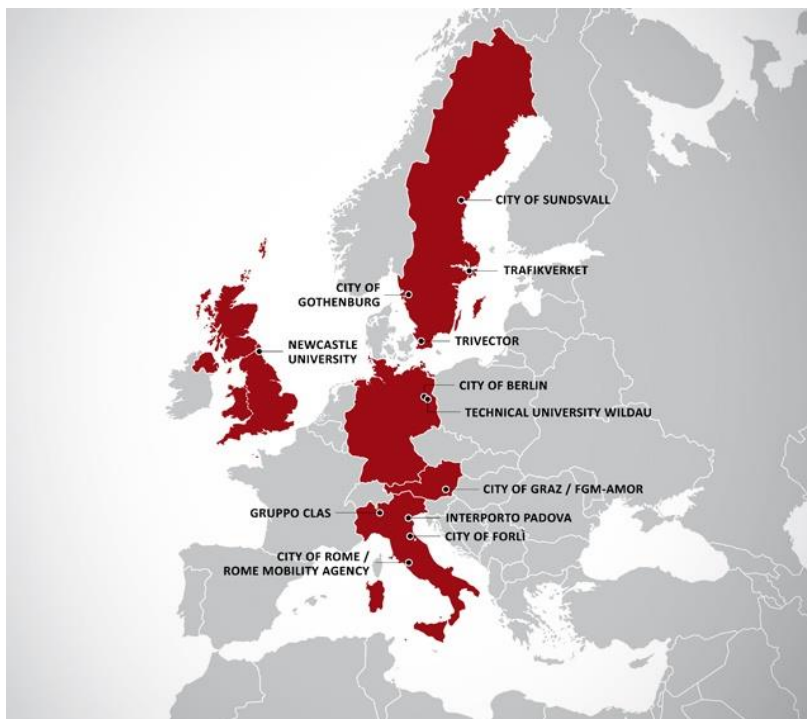 CITY OF SUNDSVALL
TRAFIKVERKET
CITY OF
GOTHENBURG
NEWCASTLE
UNIVERSITY
TRIVECTOR
CITY OF BERLIN
TECHNICAL UNIVERSITY WILDAU
CITY OF GRAZ / FGM-AMOR
GRUPPO CLAS
INTERPORTO PADOVA
CITY OF FORLÌ
CITY OF ROME /
ROME MOBILITY AGENCY